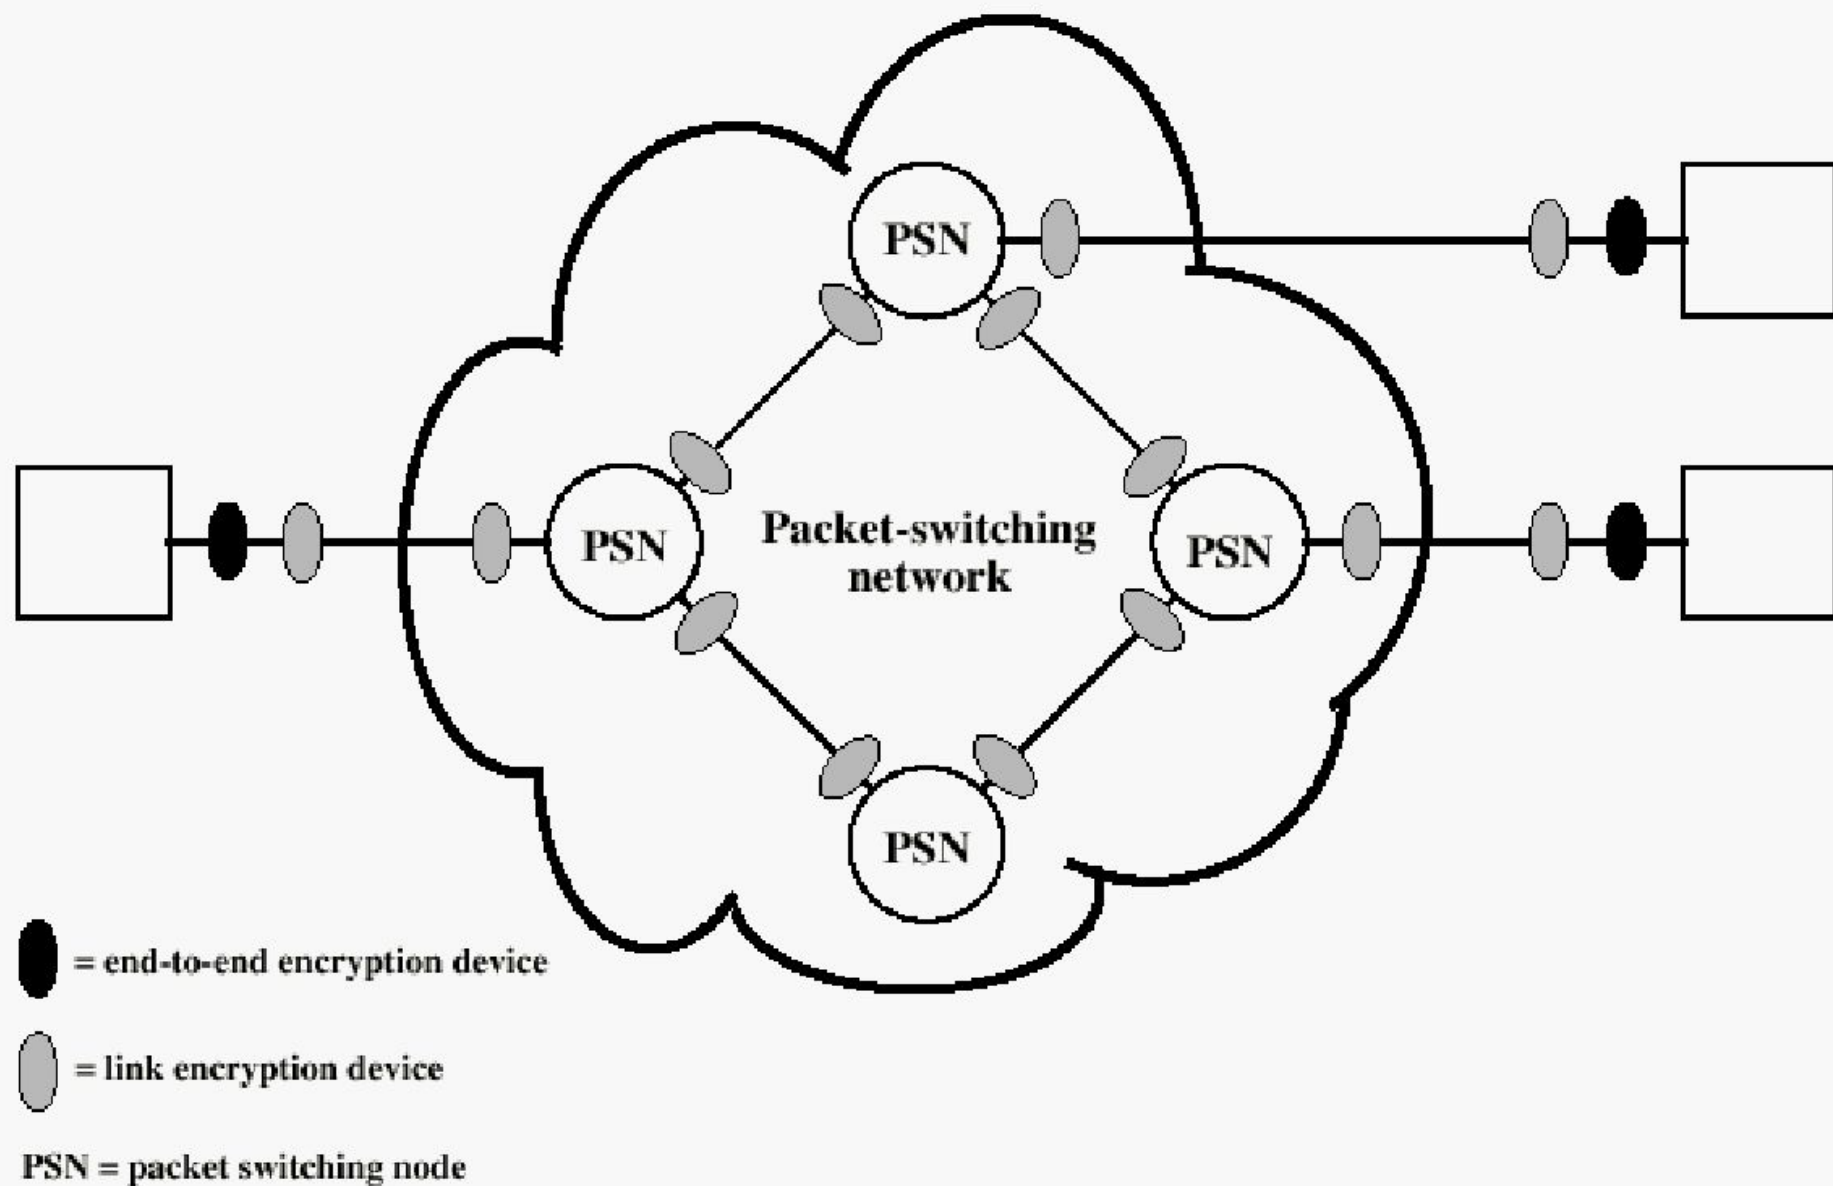 PSN
PSN
Packet-switching
network
PSN
PSN
= end-to-end encryption device
= link encryption device
PSN = packet switching node